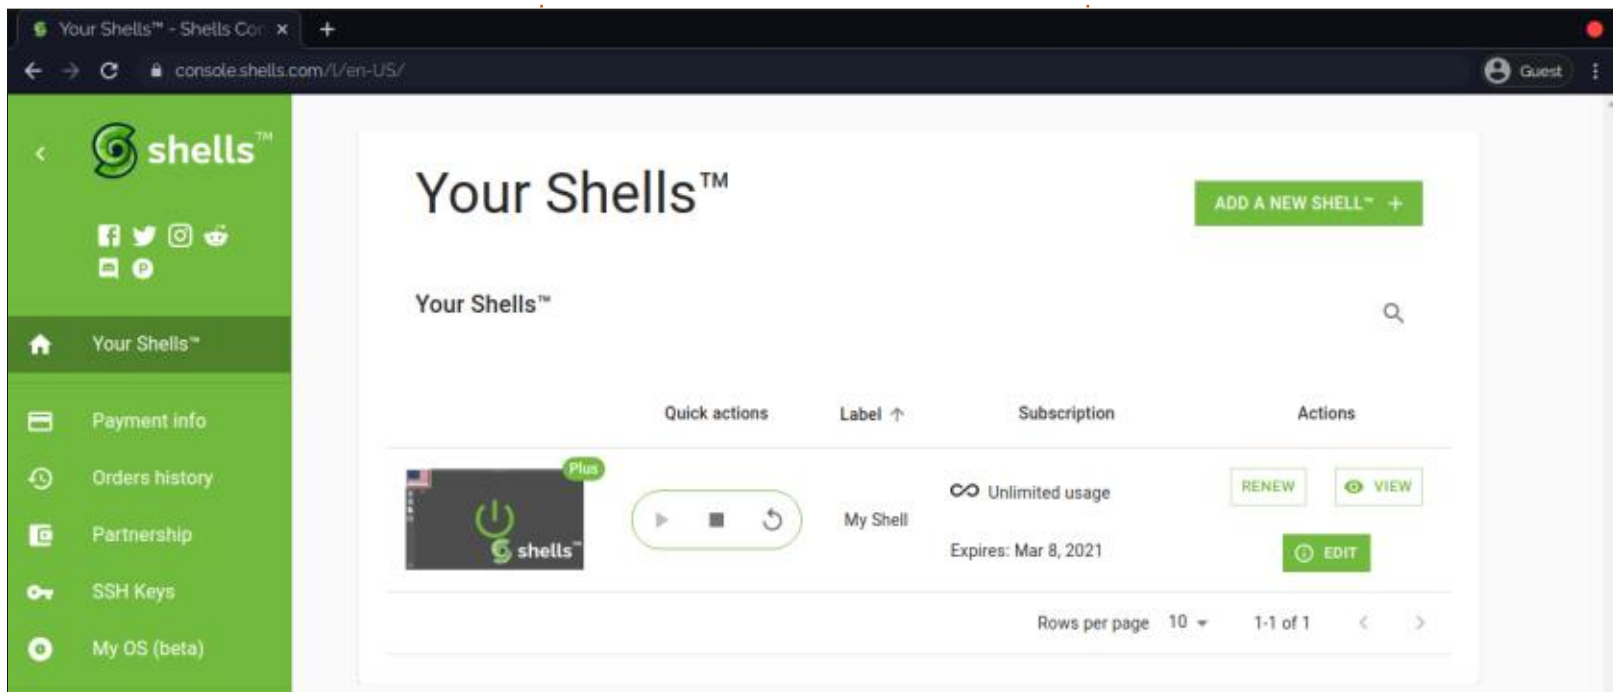 Your Shells™ - Shells Con
console.shells.com/l/en-US/
Guest
shells™
Your Shells™
Payment info
Orders history
Partnership
SSH Keys
My OS (beta)
Your Shells™
ADD A NEW SHELL™ +
Your Shells™
Quick actions Label ↑ Subscription Actions
Plus
shells™
My Shell
Unlimited usage
Expires: Mar 8, 2021
RENEW VIEW
EDIT
Rows per page 10 1-1 of 1